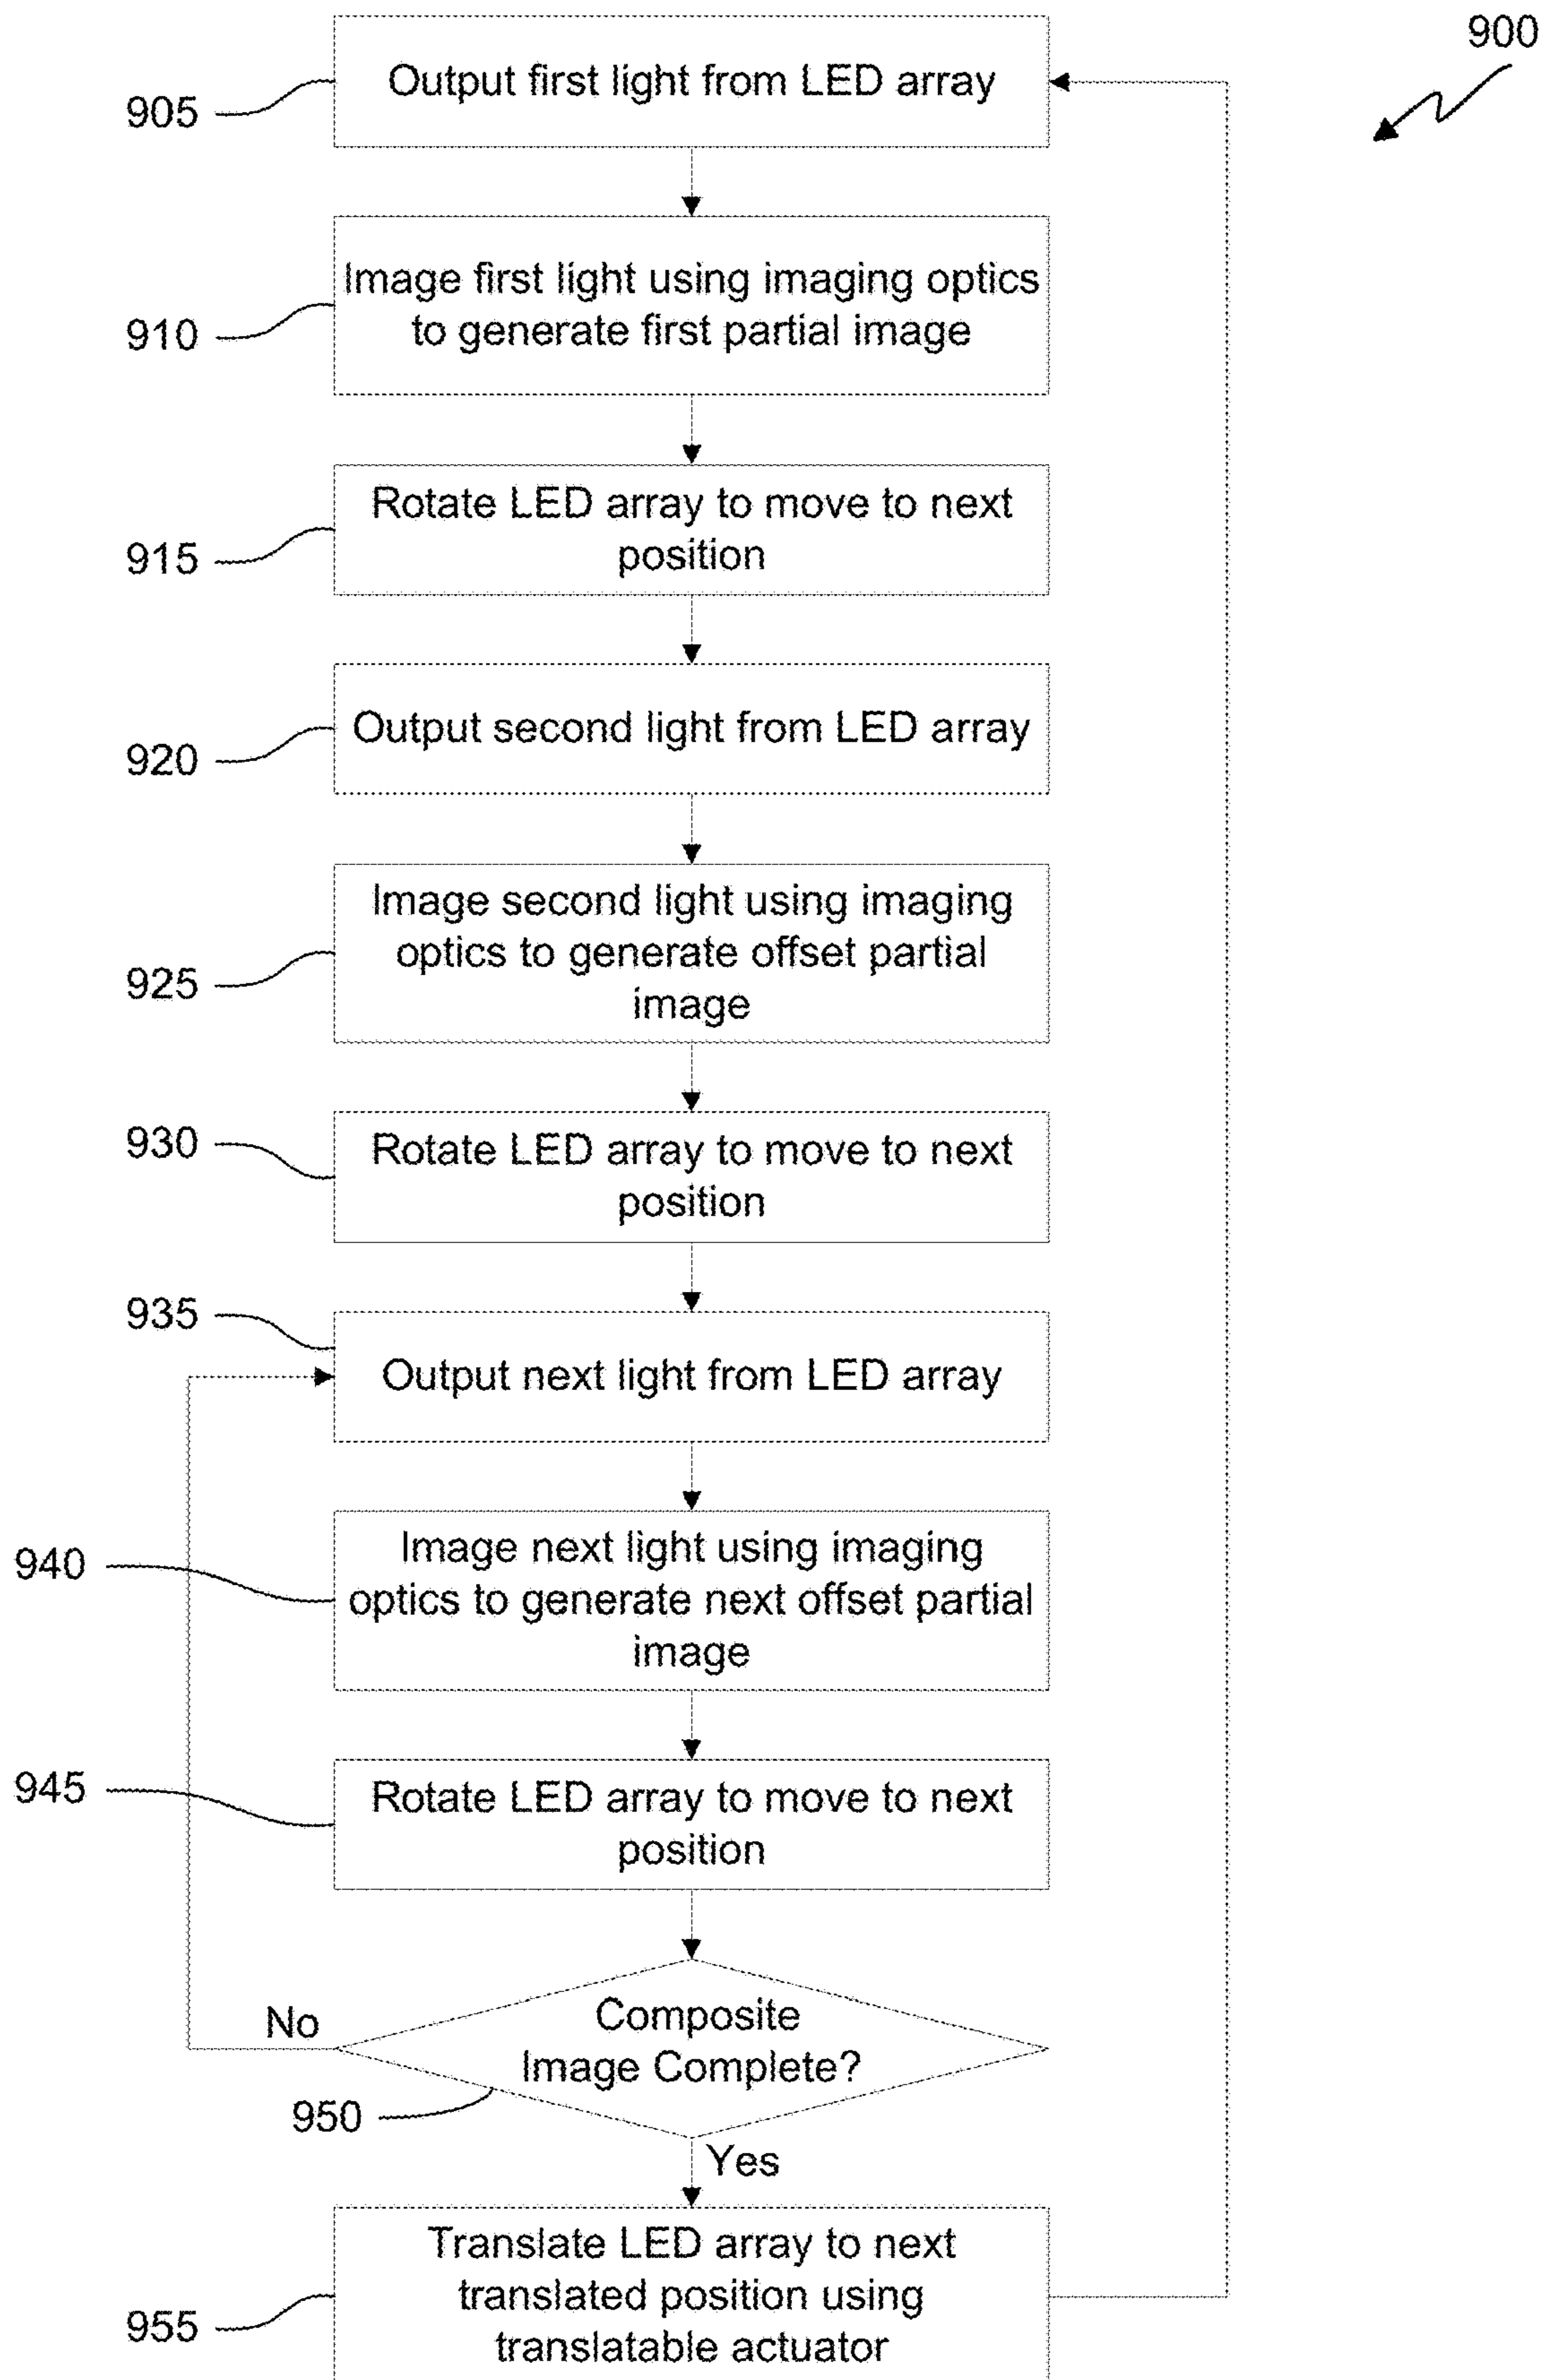 900
Output first light from LED array
905
Image first light using imaging optics
to generate first partial image
910
Rotate LED array to move to next
position
915
Output second light from LED array
920
Image second light using imaging
optics to generate offset partial
image
925
930
Rotate LED array to move to next
position
935
Output next light from LED array
940
Image next light using imaging
optics to generate next offset partial
image
945
Rotate LED array to move to next
position
No
Composite
Image Complete?
950
Yes
Translate LED array to next
translated position using
translatable actuator
955